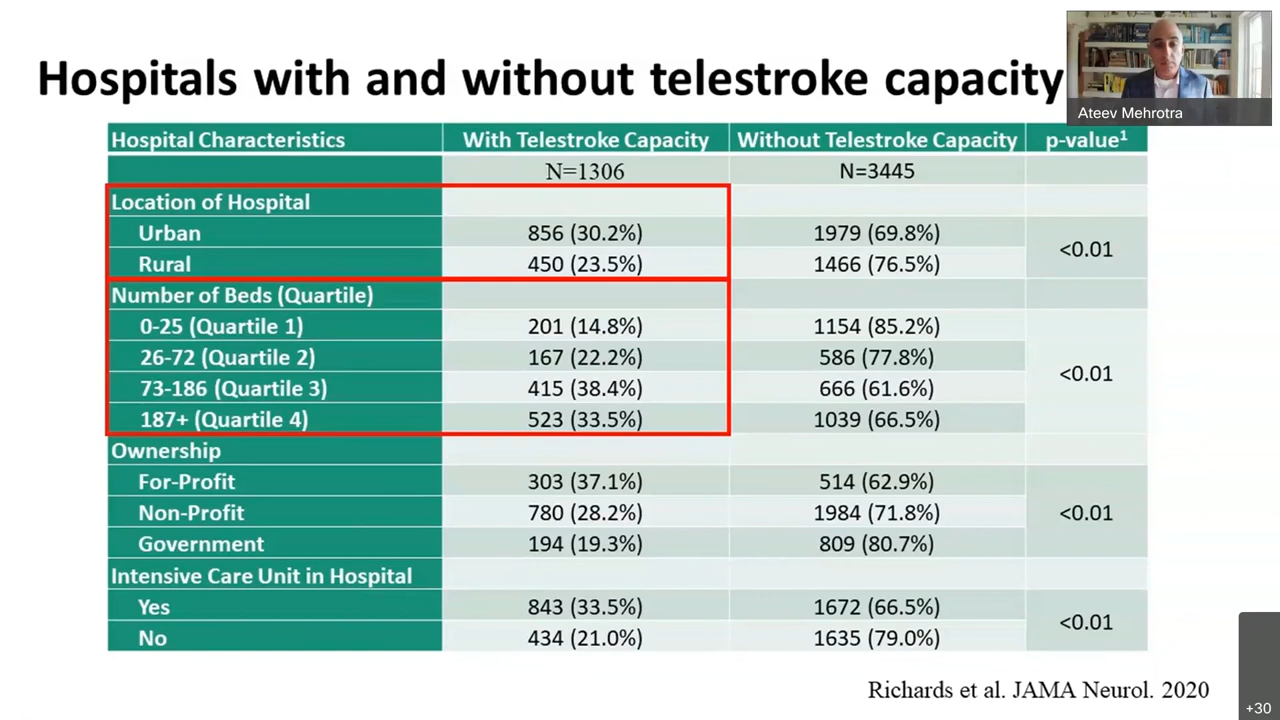 Hospitals with and without telestroke capacity
Ateev Mehrotra
Hospital Characteristics With Telestroke Capacity Without Telestroke Capacity p-value¹
N=1306 N=3445
Location of Hospital
Urban 856 (30.2%) 1979 (69.8%)
<0.01
Rural 450 (23.5%) 1466 (76.5%)
Number of Beds (Quartile)
0-25 (Quartile 1) 201 (14.8%) 1154 (85.2%)
26-72 (Quartile 2) 167 (22.2%) 586 (77.8%)
<0.01
73-186 (Quartile 3) 415 (38.4%) 666 (61.6%)
187+ (Quartile 4) 523 (33.5%) 1039 (66.5%)
Ownership
For-Profit 303 (37.1%) 514 (62.9%)
Non-Profit 780 (28.2%) 1984 (71.8%) <0.01
Government 194 (19.3%) 809 (80.7%)
Intensive Care Unit in Hospital
Yes 843 (33.5%) 1672 (66.5%)
<0.01
No 434 (21.0%) 1635 (79.0%)
Richards et al. JAMA Neurol. 2020
+30